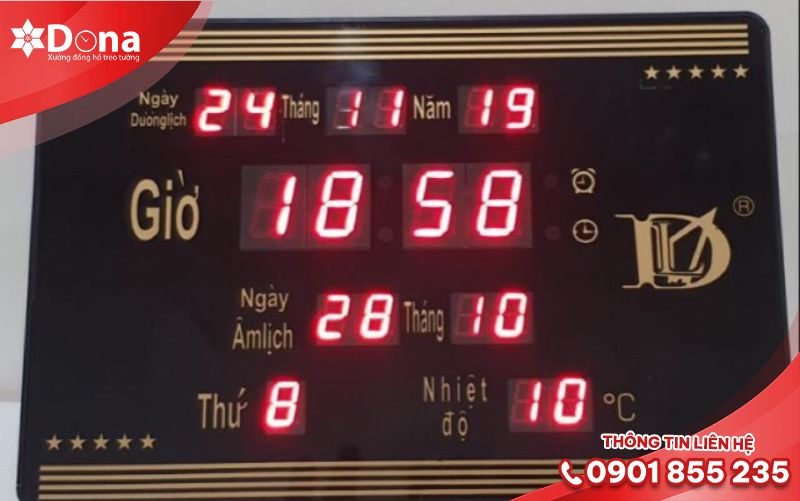 Dona
Xưởng đồng hồ treo tường
Ngày Dươnglịch 24 Tháng 11 Năm 19
Giờ 18 58
®
DL
Ngày Âmlịch 28 Tháng 10
Thứ 8 Nhiệt độ 10 °C
THÔNG TIN LIÊN HỆ
0901 855 235